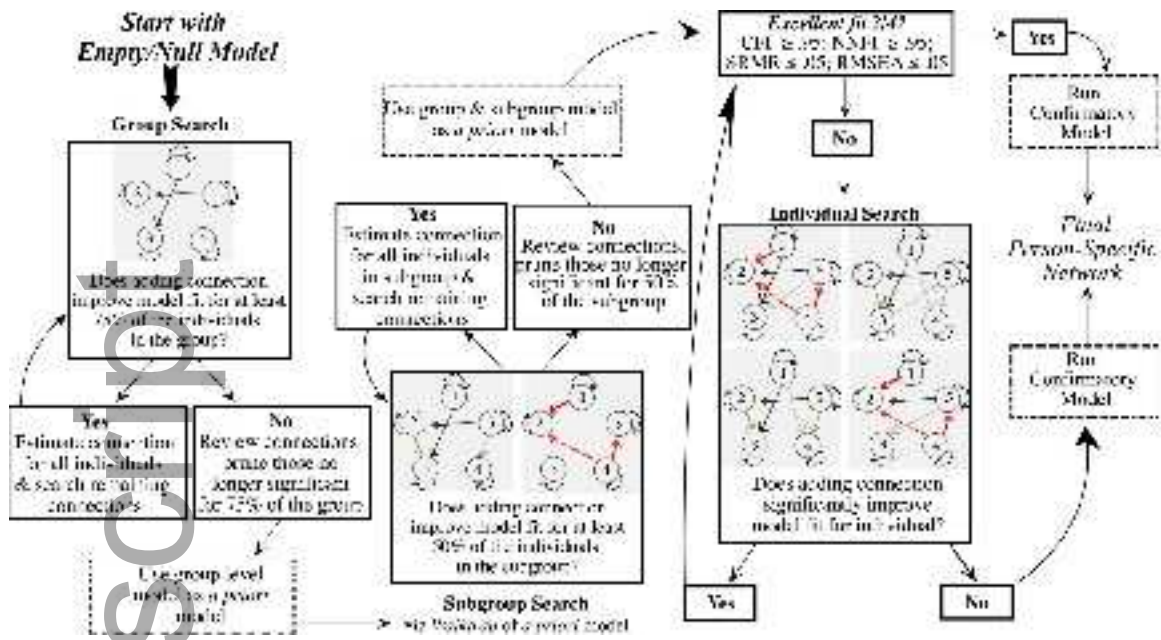 Start with
Empty/Null Model
Group Search
Does adding connection
improve model fit for at least
75% of the individuals
in the group?
Yes
Estimate connection
for all individuals
& search remaining
connections
No
Review connections,
prune those no
longer significant
for 75% of the group
Use group level
model as a priori
model
Yes
Estimate connection
for all individuals
in subgroup &
search remaining
connections
No
Review connections,
prune those no longer
significant for 50%
of the subgroup
Use group & subgroup model
as a priori model
Does adding connection
improve model fit for at least
50% of the individuals
in the subgroup?
Subgroup Search
of a priori model
Excellent fit 2/4?
CFI ≥ .95; NNFI ≥ .95;
SRMR ≤ .05; RMSEA ≤ .05
No
Individual Search
Does adding connection
significantly improve
model fit for individual?
Yes
No
Yes
Run
Confirmatory
Model
Final
Person-Specific
Network
Run
Confirmatory
Model
script